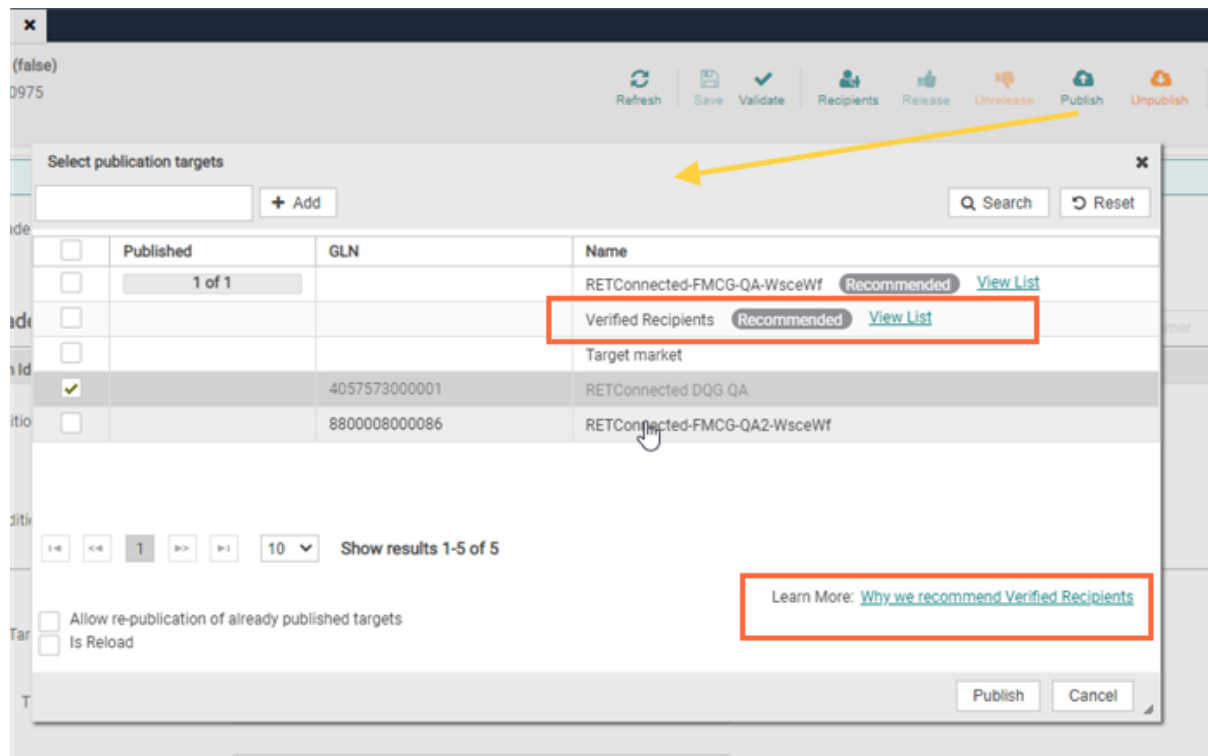 (false)
0975
Refresh Save Validate Recipients Release Unrelease Publish Unpublish
Select publication targets
Add
Search Reset
Published GLN Name
1 of 1 RETConnected-FMCG-QA-WsceWf Recommended View List
Verified Recipients Recommended View List
Target market
4057573000001 RETConnected DQG QA
8800008000086 RETConnected-FMCG-QA2-WsceWf
1 10 Show results 1-5 of 5
Learn More: Why we recommend Verified Recipients
Allow re-publication of already published targets
Is Reload
Publish Cancel